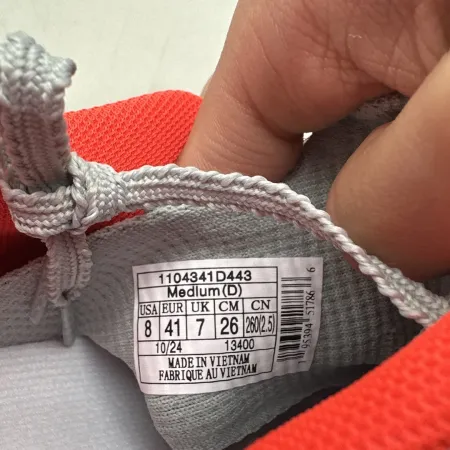 1104341D443
Medium(D)
USA EUR UK CM CN
8 41 7 26 260(2.5)
10/24 13400
MADE IN VIETNAM
FABRIQUE AU VIETNAM